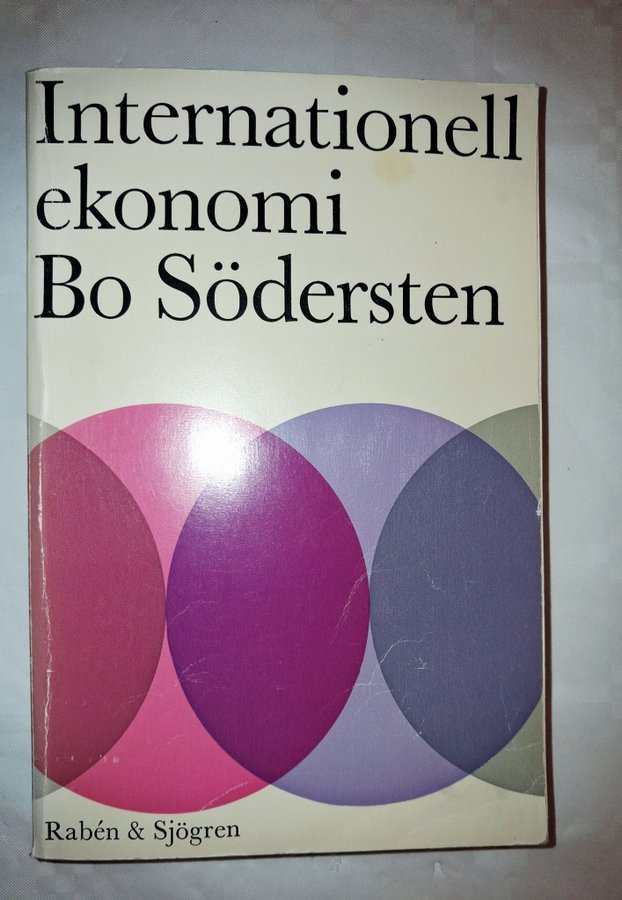 Internationell
ekonomi
Bo Södersten
Rabén & Sjögren